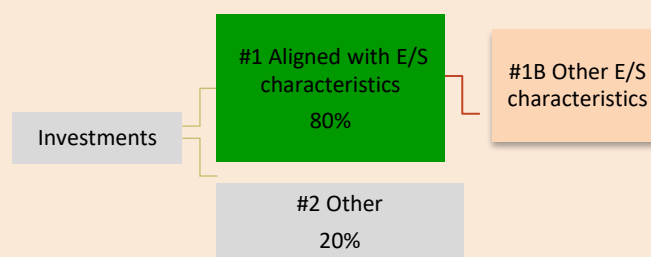 #1 Aligned with E/S
characteristics
80%
#1B Other E/S
characteristics
Investments
#2 Other
20%